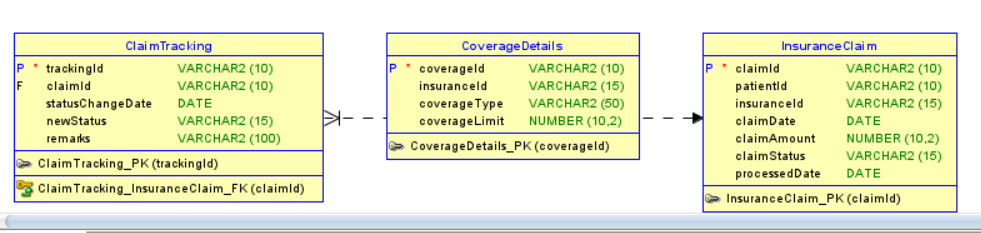 ClaimTracking
P * trackingId VARCHAR2 (10)
F claimId VARCHAR2 (10)
statusChangeDate DATE
newStatus VARCHAR2 (15)
remarks VARCHAR2 (100)
ClaimTracking_PK (trackingId)
ClaimTracking_InsuranceClaim_FK (claimId)
CoverageDetails
P * coverageId VARCHAR2 (10)
insuranceId VARCHAR2 (15)
coverageType VARCHAR2 (50)
coverageLimit NUMBER (10,2)
CoverageDetails_PK (coverageId)
InsuranceClaim
P * claimId VARCHAR2 (10)
patientId VARCHAR2 (10)
insuranceId VARCHAR2 (15)
claimDate DATE
claimAmount NUMBER (10,2)
claimStatus VARCHAR2 (15)
processedDate DATE
InsuranceClaim_PK (claimId)